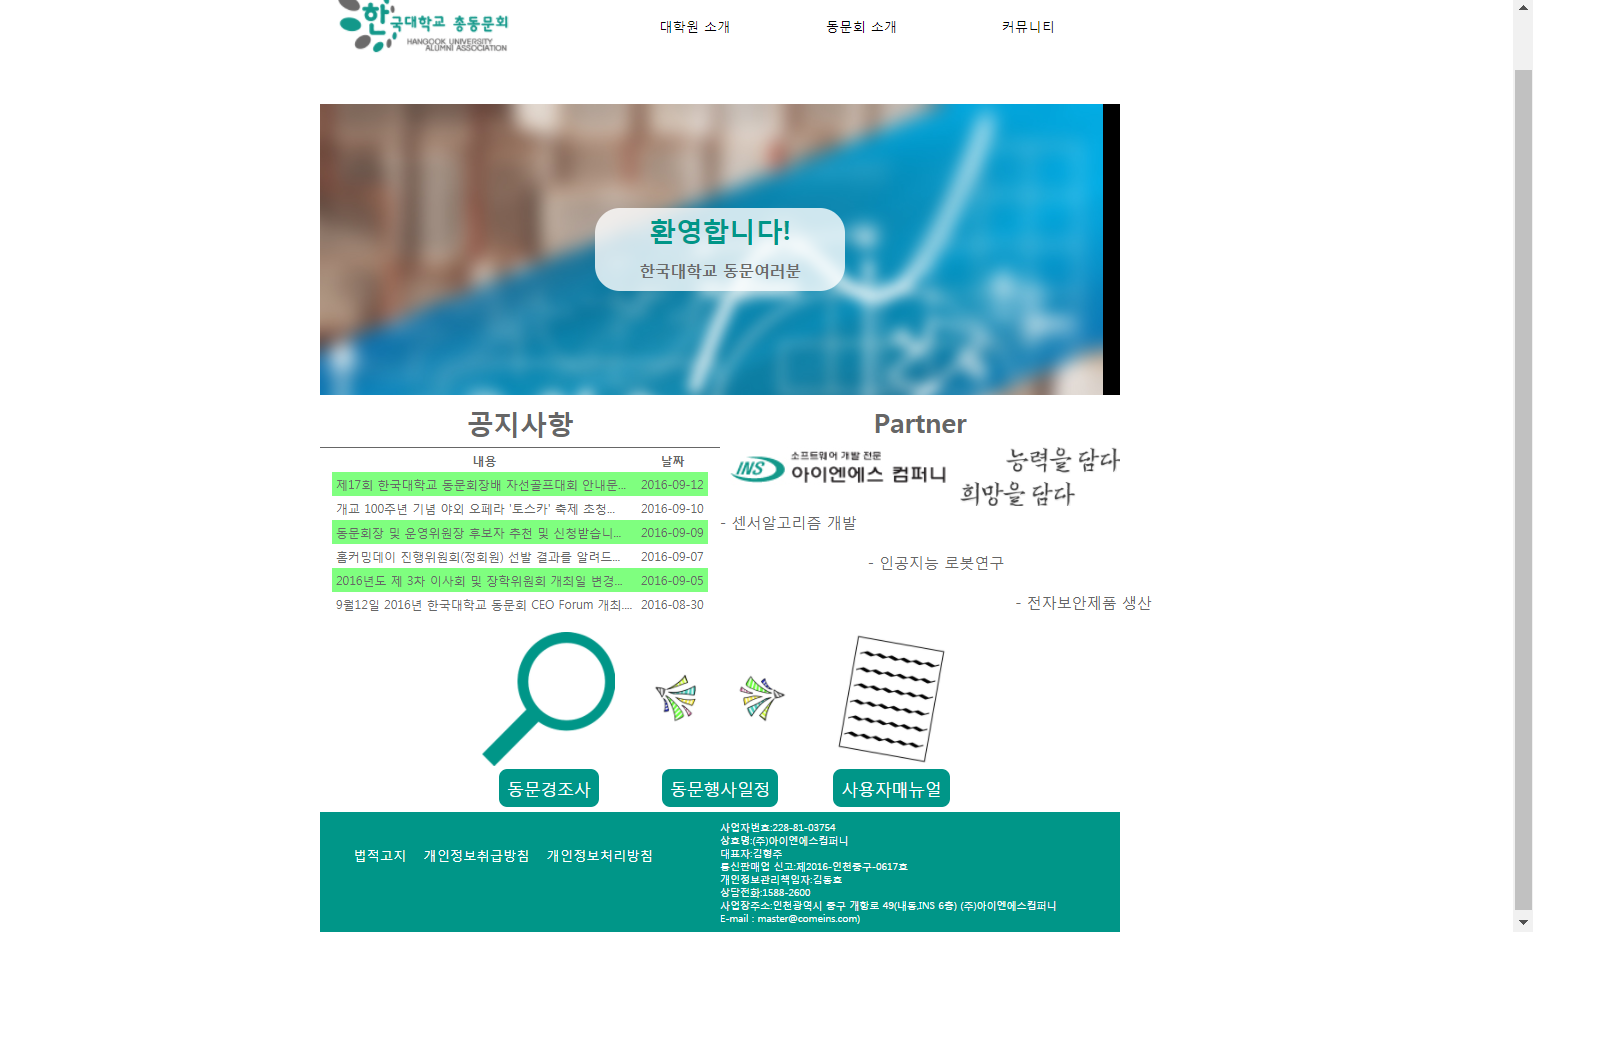 한국대학교 총동문회
HANGOOK UNIVERSITY
ALUMNI ASSOCIATION
대학원 소개
동문회 소개
커뮤니티
환영합니다!
한국대학교 동문여러분
공지사항
내용 날짜
제17회 한국대학교 동문회장배 자선골프대회 안내문... 2016-09-12
개교 100주년 기념 야외 오페라 '토스카' 축제 초청... 2016-09-10
동문회장 및 운영위원장 후보자 추천 및 신청받습니... 2016-09-09
홈커밍데이 진행위원회(정회원) 선발 결과를 알려드... 2016-09-07
2016년도 제 3차 이사회 및 장학위원회 개최일 변경... 2016-09-05
9월12일 2016년 한국대학교 동문회 CEO Forum 개최.... 2016-08-30
Partner
INS
소프트웨어 개발 전문
아이엔에스 컴퍼니
능력을 담다
희망을 담다
- 센서알고리즘 개발
- 인공지능 로봇연구
- 전자보안제품 생산
동문경조사
동문행사일정
사용자매뉴얼
법적고지 개인정보취급방침 개인정보처리방침
사업자번호:228-81-03754
상호명:(주)아이앤에스컴퍼니
대표자:김형주
통신판매업 신고:제2016-인천중구-0617호
개인정보관리책임자:김동효
상담전화:1588-2600
사업장주소:인천광역시 중구 개항로 49(내동,INS 6층) (주)아이앤에스컴퍼니
E-mail : master@comeins.com)